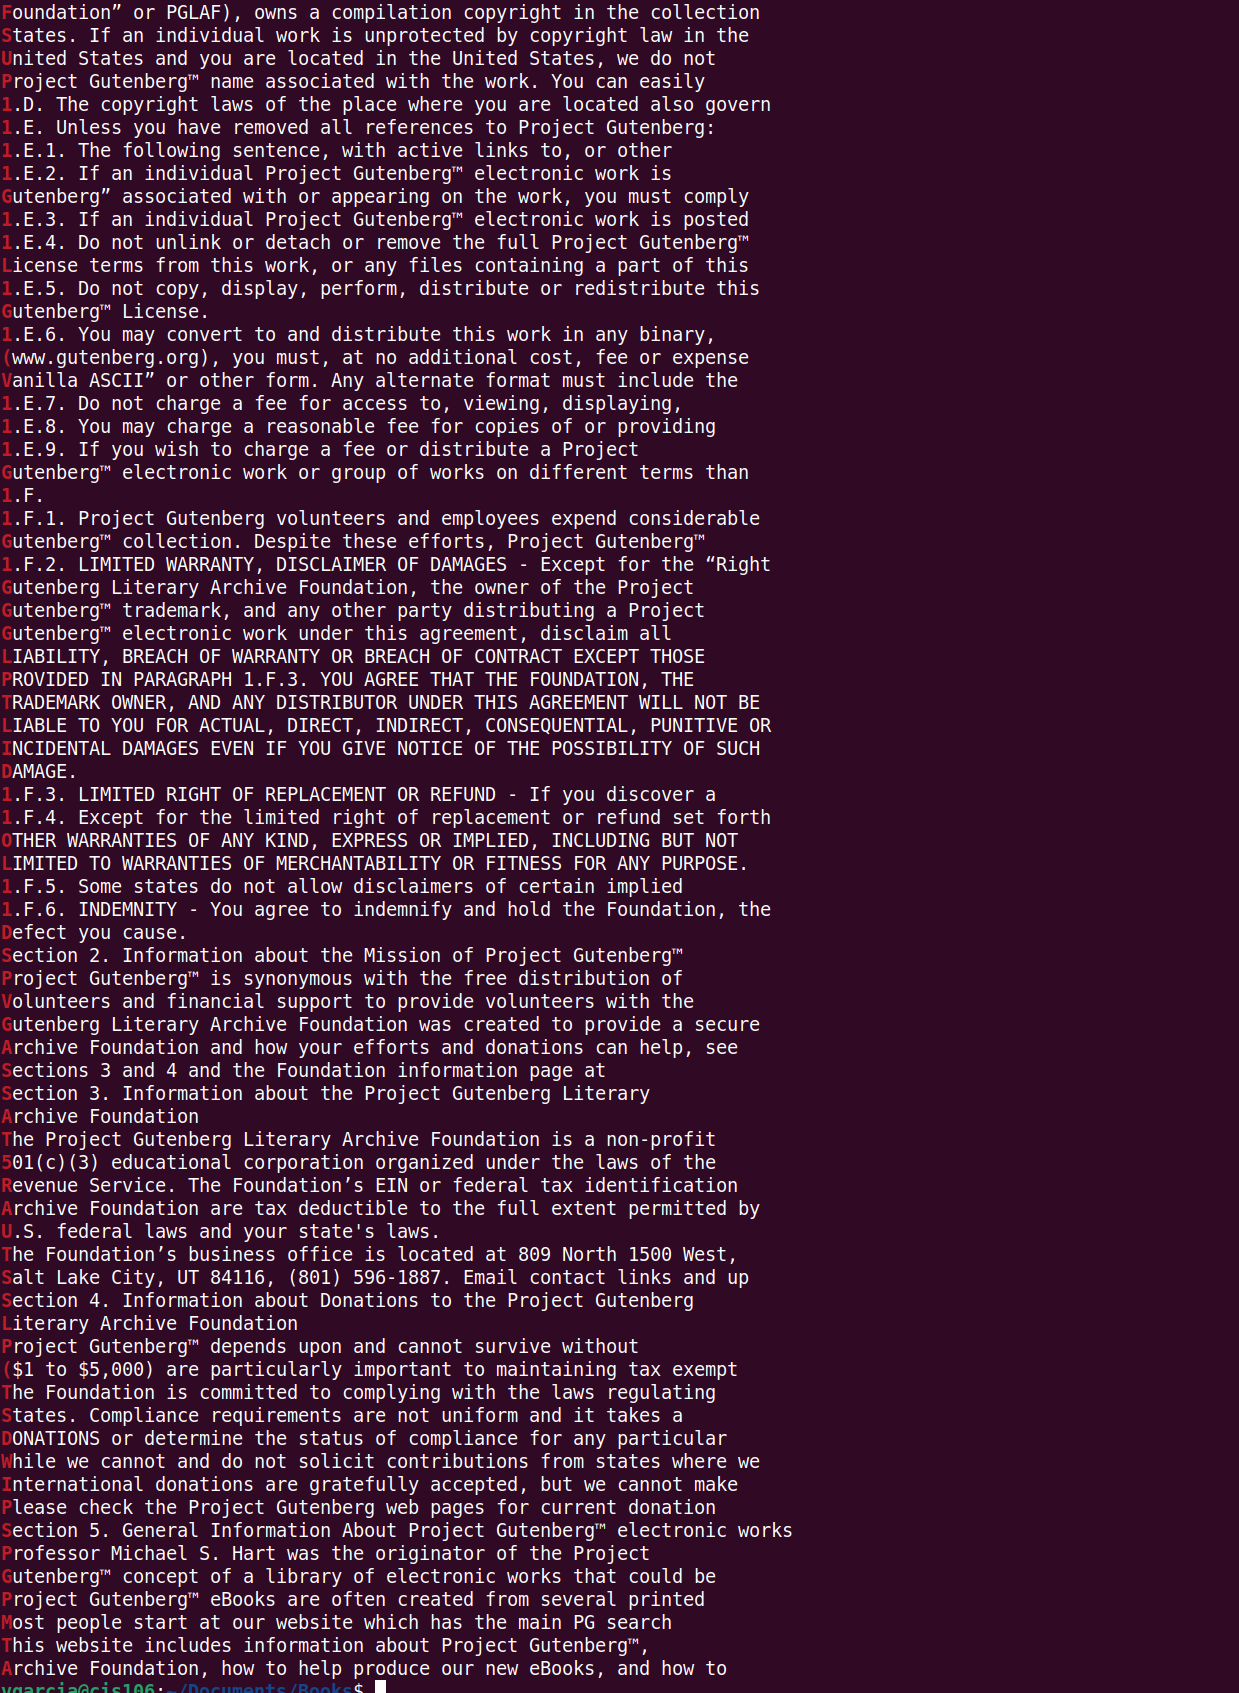 Foundation” or PGLAF), owns a compilation copyright in the collection
States. If an individual work is unprotected by copyright law in the
United States and you are located in the United States, we do not
Project Gutenberg™ name associated with the work. You can easily
1.D. The copyright laws of the place where you are located also govern
1.E. Unless you have removed all references to Project Gutenberg:
1.E.1. The following sentence, with active links to, or other
1.E.2. If an individual Project Gutenberg™ electronic work is
Gutenberg” associated with or appearing on the work, you must comply
1.E.3. If an individual Project Gutenberg™ electronic work is posted
1.E.4. Do not unlink or detach or remove the full Project Gutenberg™
License terms from this work, or any files containing a part of this
1.E.5. Do not copy, display, perform, distribute or redistribute this
Gutenberg™ License.
1.E.6. You may convert to and distribute this work in any binary,
(www.gutenberg.org), you must, at no additional cost, fee or expense
Vanilla ASCII” or other form. Any alternate format must include the
1.E.7. Do not charge a fee for access to, viewing, displaying,
1.E.8. You may charge a reasonable fee for copies of or providing
1.E.9. If you wish to charge a fee or distribute a Project
Gutenberg™ electronic work or group of works on different terms than
1.F.
1.F.1. Project Gutenberg volunteers and employees expend considerable
Gutenberg™ collection. Despite these efforts, Project Gutenberg™
1.F.2. LIMITED WARRANTY, DISCLAIMER OF DAMAGES - Except for the “Right
Gutenberg Literary Archive Foundation, the owner of the Project
Gutenberg™ trademark, and any other party distributing a Project
Gutenberg™ electronic work under this agreement, disclaim all
LIABILITY, BREACH OF WARRANTY OR BREACH OF CONTRACT EXCEPT THOSE
PROVIDED IN PARAGRAPH 1.F.3. YOU AGREE THAT THE FOUNDATION, THE
TRADEMARK OWNER, AND ANY DISTRIBUTOR UNDER THIS AGREEMENT WILL NOT BE
LIABLE TO YOU FOR ACTUAL, DIRECT, INDIRECT, CONSEQUENTIAL, PUNITIVE OR
INCIDENTAL DAMAGES EVEN IF YOU GIVE NOTICE OF THE POSSIBILITY OF SUCH
DAMAGE.
1.F.3. LIMITED RIGHT OF REPLACEMENT OR REFUND - If you discover a
1.F.4. Except for the limited right of replacement or refund set forth
OTHER WARRANTIES OF ANY KIND, EXPRESS OR IMPLIED, INCLUDING BUT NOT
LIMITED TO WARRANTIES OF MERCHANTABILITY OR FITNESS FOR ANY PURPOSE.
1.F.5. Some states do not allow disclaimers of certain implied
1.F.6. INDEMNITY - You agree to indemnify and hold the Foundation, the
Defect you cause.
Section 2. Information about the Mission of Project Gutenberg™
Project Gutenberg™ is synonymous with the free distribution of
Volunteers and financial support to provide volunteers with the
Gutenberg Literary Archive Foundation was created to provide a secure
Archive Foundation and how your efforts and donations can help, see
Sections 3 and 4 and the Foundation information page at
Section 3. Information about the Project Gutenberg Literary
Archive Foundation
The Project Gutenberg Literary Archive Foundation is a non-profit
501(c)(3) educational corporation organized under the laws of the
Revenue Service. The Foundation’s EIN or federal tax identification
Archive Foundation are tax deductible to the full extent permitted by
U.S. federal laws and your state's laws.
The Foundation’s business office is located at 809 North 1500 West,
Salt Lake City, UT 84116, (801) 596-1887. Email contact links and up
Section 4. Information about Donations to the Project Gutenberg
Literary Archive Foundation
Project Gutenberg™ depends upon and cannot survive without
($1 to $5,000) are particularly important to maintaining tax exempt
The Foundation is committed to complying with the laws regulating
States. Compliance requirements are not uniform and it takes a
DONATIONS or determine the status of compliance for any particular
While we cannot and do not solicit contributions from states where we
International donations are gratefully accepted, but we cannot make
Please check the Project Gutenberg web pages for current donation
Section 5. General Information About Project Gutenberg™ electronic works
Professor Michael S. Hart was the originator of the Project
Gutenberg™ concept of a library of electronic works that could be
Project Gutenberg™ eBooks are often created from several printed
Most people start at our website which has the main PG search
This website includes information about Project Gutenberg™,
Archive Foundation, how to help produce our new eBooks, and how to
vgarcia@cis106:~/Documents/Books$